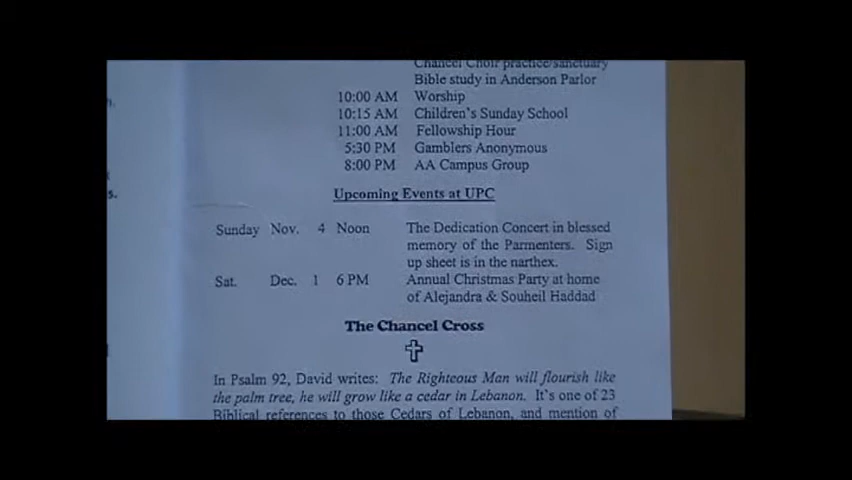 Chancel Choir practice/sanctuary
Bible study in Anderson Parlor
10:00 AM Worship
10:15 AM Children's Sunday School
11:00 AM Fellowship Hour
5:30 PM Gamblers Anonymous
8:00 PM AA Campus Group
Upcoming Events at UPC
Sunday Nov. 4 Noon The Dedication Concert in blessed
memory of the Parmenters. Sign
up sheet is in the narthex.
Sat. Dec. 1 6 PM Annual Christmas Party at home
of Alejandra & Souheil Haddad
The Chancel Cross
In Psalm 92, David writes: The Righteous Man will flourish like
the palm tree, he will grow like a cedar in Lebanon. It's one of 23
Biblical references to those Cedars of Lebanon, and mention of